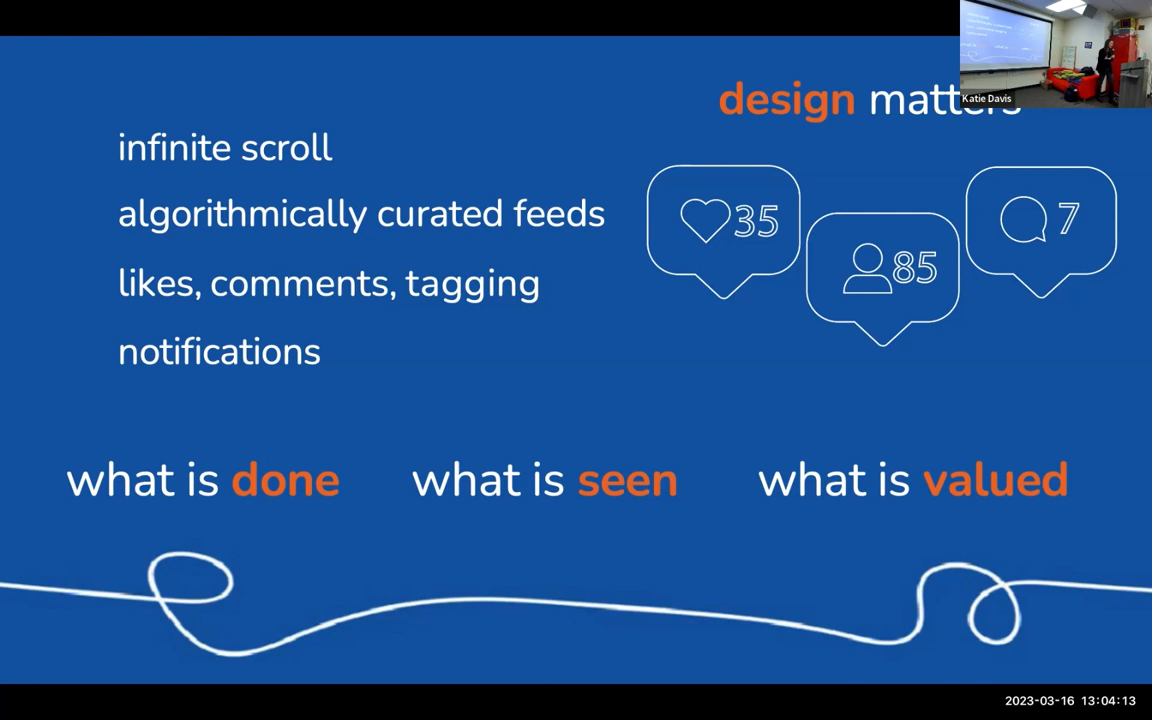 Katie Davis
design matters
infinite scroll
algorithmically curated feeds
likes, comments, tagging
notifications
35
85
7
what is done
what is seen
what is valued
2023-03-16 13:04:13